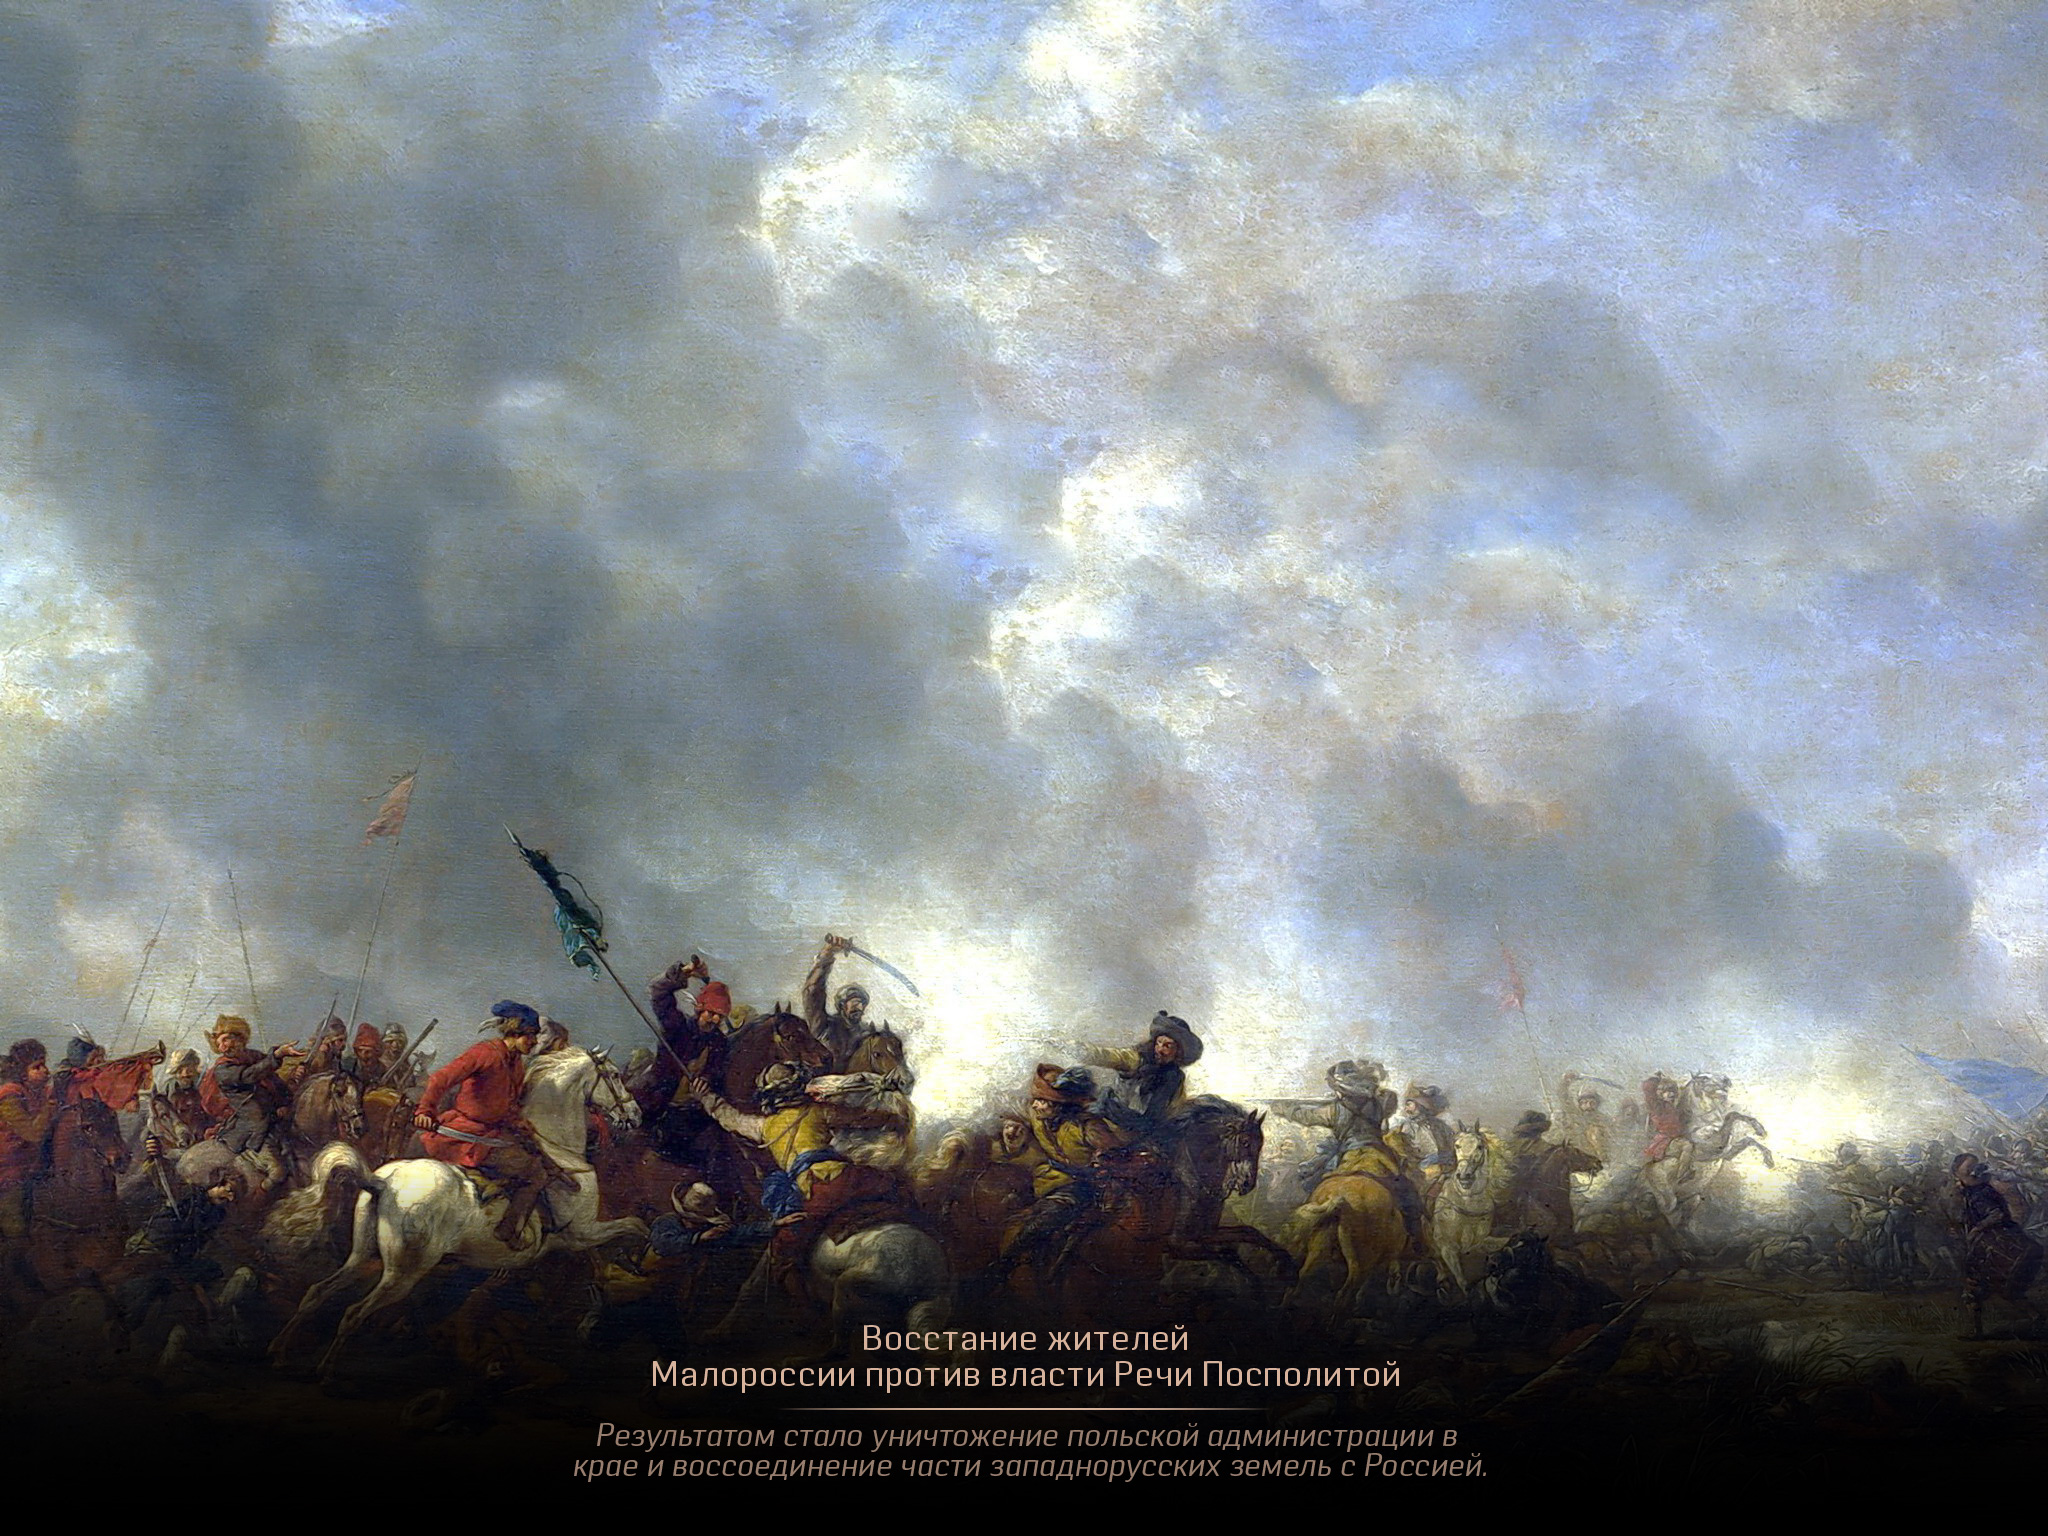 Восстание жителей
Малороссии против власти Речи Посполитой
Результатом стало уничтожение польской администрации в
крае и воссоединение части западнорусских земель с Россией.